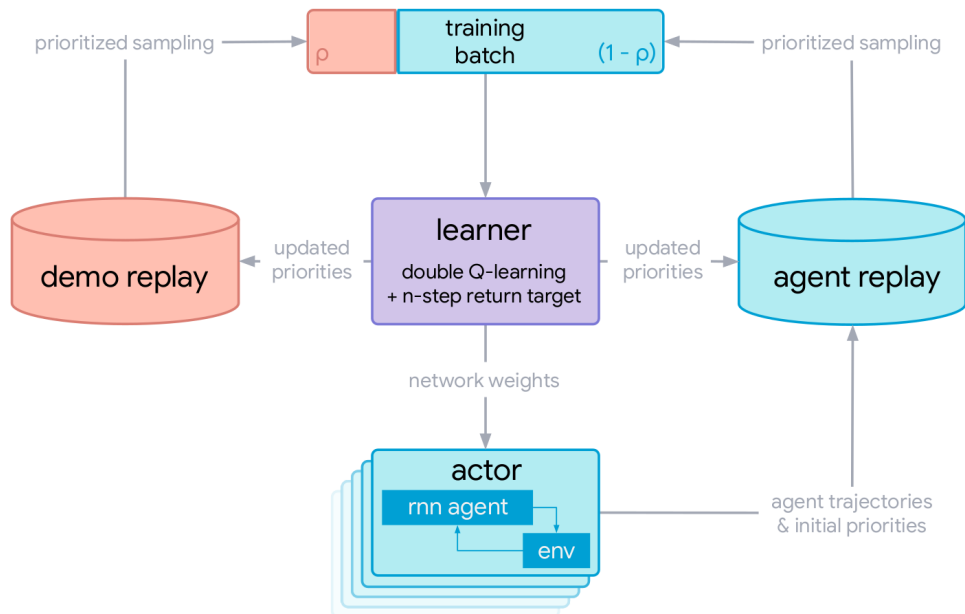 prioritized sampling
ρ
training
batch
(1 - ρ)
prioritized sampling
demo replay
updated
priorities
learner
double Q-learning
+ n-step return target
updated
priorities
agent replay
network weights
actor
rnn agent
env
agent trajectories
& initial priorities